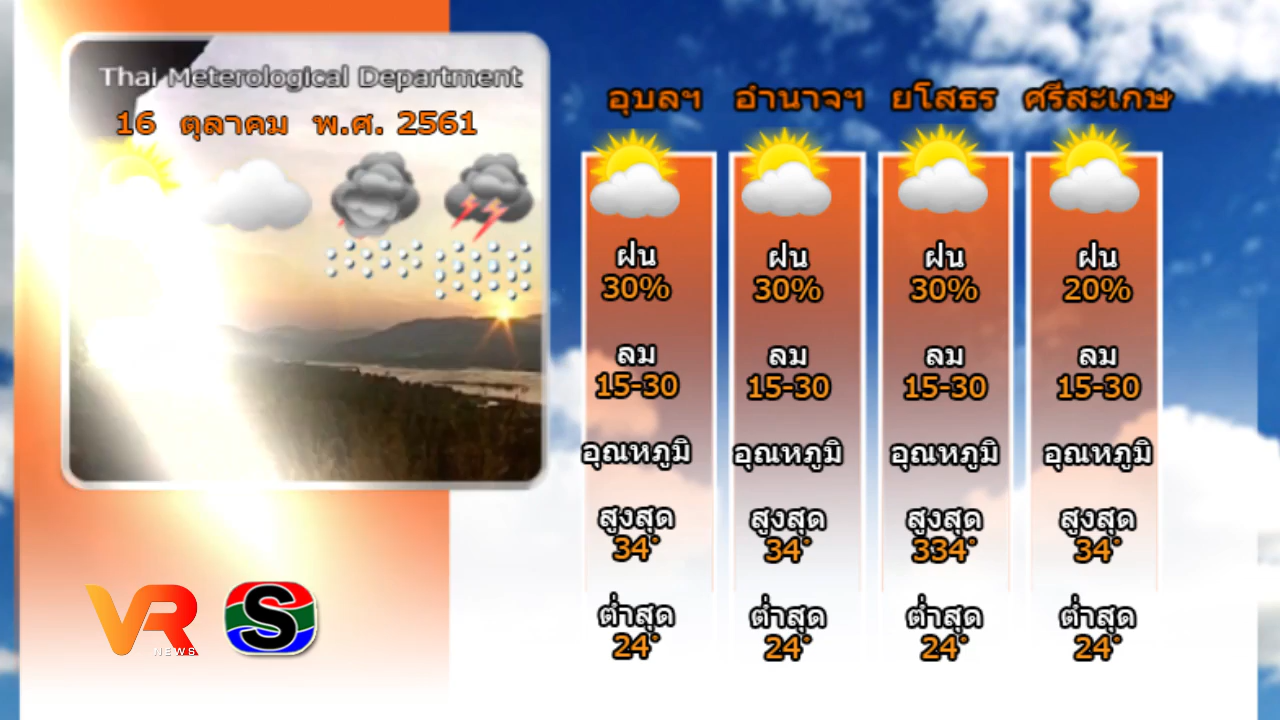 Thai Meterological Department
16 ตุลาคม พ.ศ. 2561
อุบลฯ อำนาจฯ ยโสธร ศรีสะเกษ
ฝน ฝน ฝน ฝน
30% 30% 30% 20%
ลม ลม ลม ลม
15-30 15-30 15-30 15-30
อุณหภูมิ อุณหภูมิ อุณหภูมิ อุณหภูมิ
สูงสุด สูงสุด สูงสุด สูงสุด
34° 34° 334° 34°
ต่ำสุด ต่ำสุด ต่ำสุด ต่ำสุด
24° 24° 24° 24°
VR S
NEWS